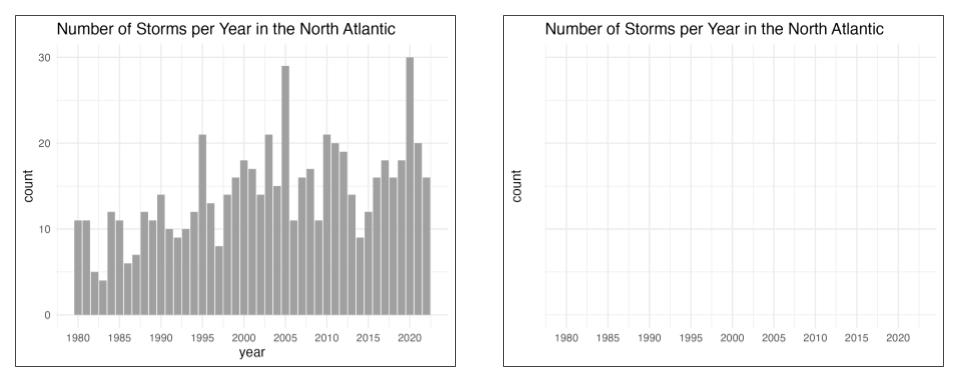 Number of Storms per Year in the North Atlantic
30
20
10
0
count
1980 1985 1990 1995 2000 2005 2010 2015 2020
year
Number of Storms per Year in the North Atlantic
count
1980 1985 1990 1995 2000 2005 2010 2015 2020